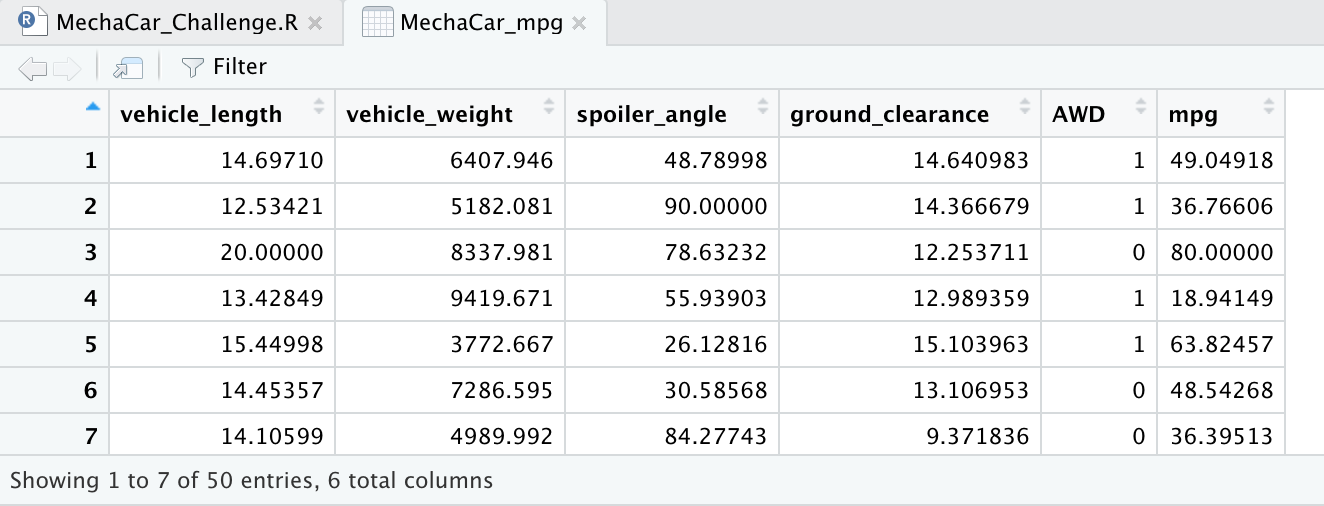 R MechaCar_Challenge.R × MechaCar_mpg ×
Filter
vehicle_length vehicle_weight spoiler_angle ground_clearance AWD mpg
1 14.69710 6407.946 48.78998 14.640983 1 49.04918
2 12.53421 5182.081 90.00000 14.366679 1 36.76606
3 20.00000 8337.981 78.63232 12.253711 0 80.00000
4 13.42849 9419.671 55.93903 12.989359 1 18.94149
5 15.44998 3772.667 26.12816 15.103963 1 63.82457
6 14.45357 7286.595 30.58568 13.106953 0 48.54268
7 14.10599 4989.992 84.27743 9.371836 0 36.39513
Showing 1 to 7 of 50 entries, 6 total columns